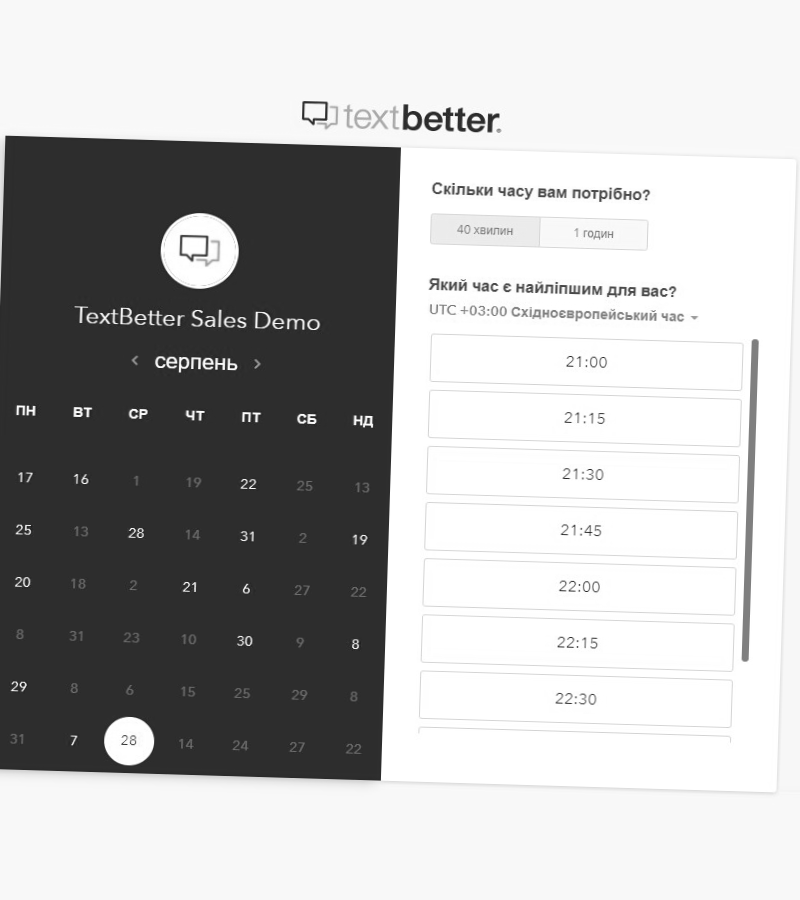 textbetter.
TextBetter Sales Demo
серпень
ПН ВТ СР ЧТ ПТ СБ НД
17 16 1 19 22 25 13
25 13 28 14 31 2 19
20 18 2 21 6 27 22
8 31 23 10 30 9 8
29 8 6 15 25 29 8
31 7 28 14 24 27 22
Скільки часу вам потрібно?
40 хвилин 1 годин
Який час є найліпшим для вас?
UTC +03:00 Східноєвропейський час
21:00
21:15
21:30
21:45
22:00
22:15
22:30